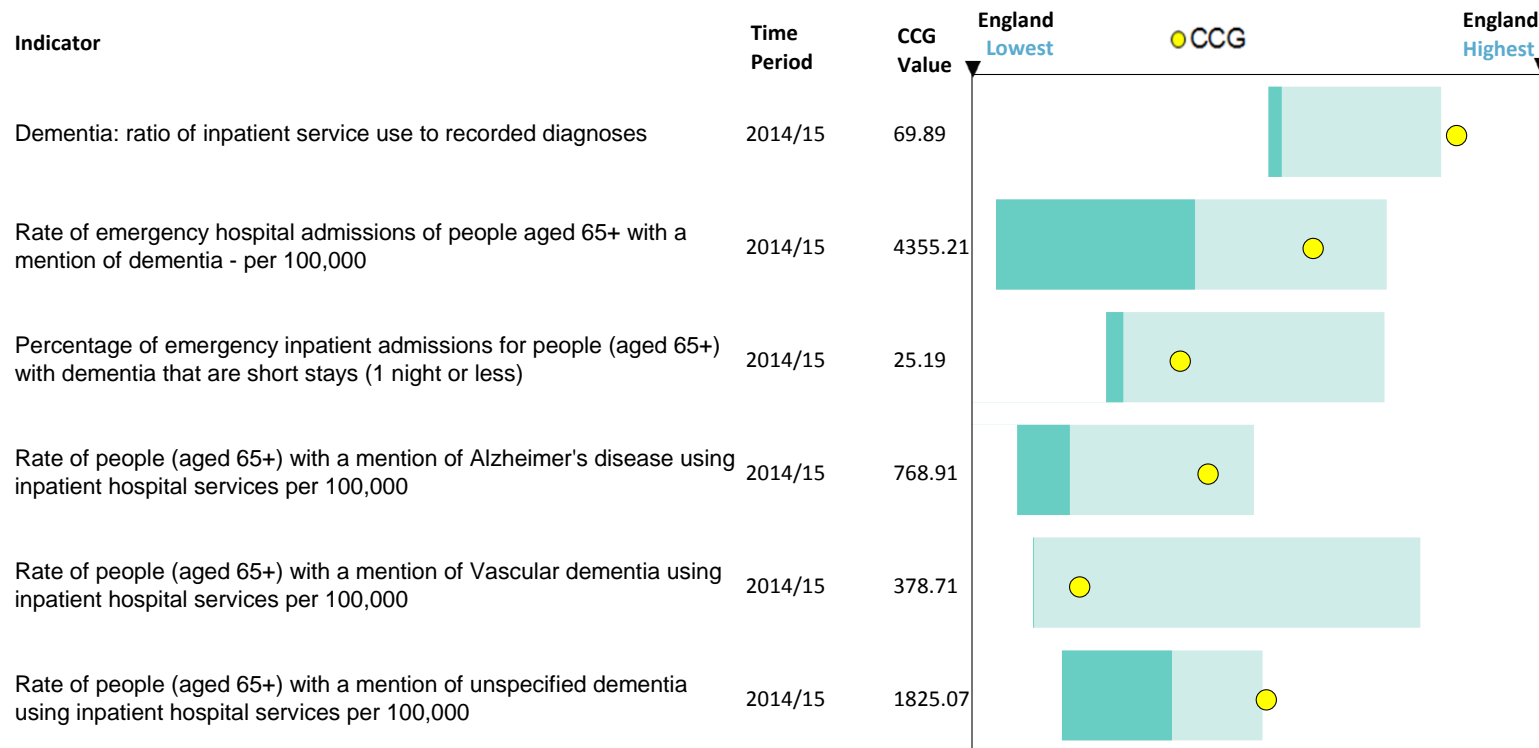 Indicator
Time
Period
CCG
Value
England
Lowest
CCG
England
Highest
Dementia: ratio of inpatient service use to recorded diagnoses
2014/15
69.89
Rate of emergency hospital admissions of people aged 65+ with a
mention of dementia - per 100,000
2014/15
4355.21
Percentage of emergency inpatient admissions for people (aged 65+)
with dementia that are short stays (1 night or less)
2014/15
25.19
Rate of people (aged 65+) with a mention of Alzheimer's disease using
inpatient hospital services per 100,000
2014/15
768.91
Rate of people (aged 65+) with a mention of Vascular dementia using
inpatient hospital services per 100,000
2014/15
378.71
Rate of people (aged 65+) with a mention of unspecified dementia
using inpatient hospital services per 100,000
2014/15
1825.07